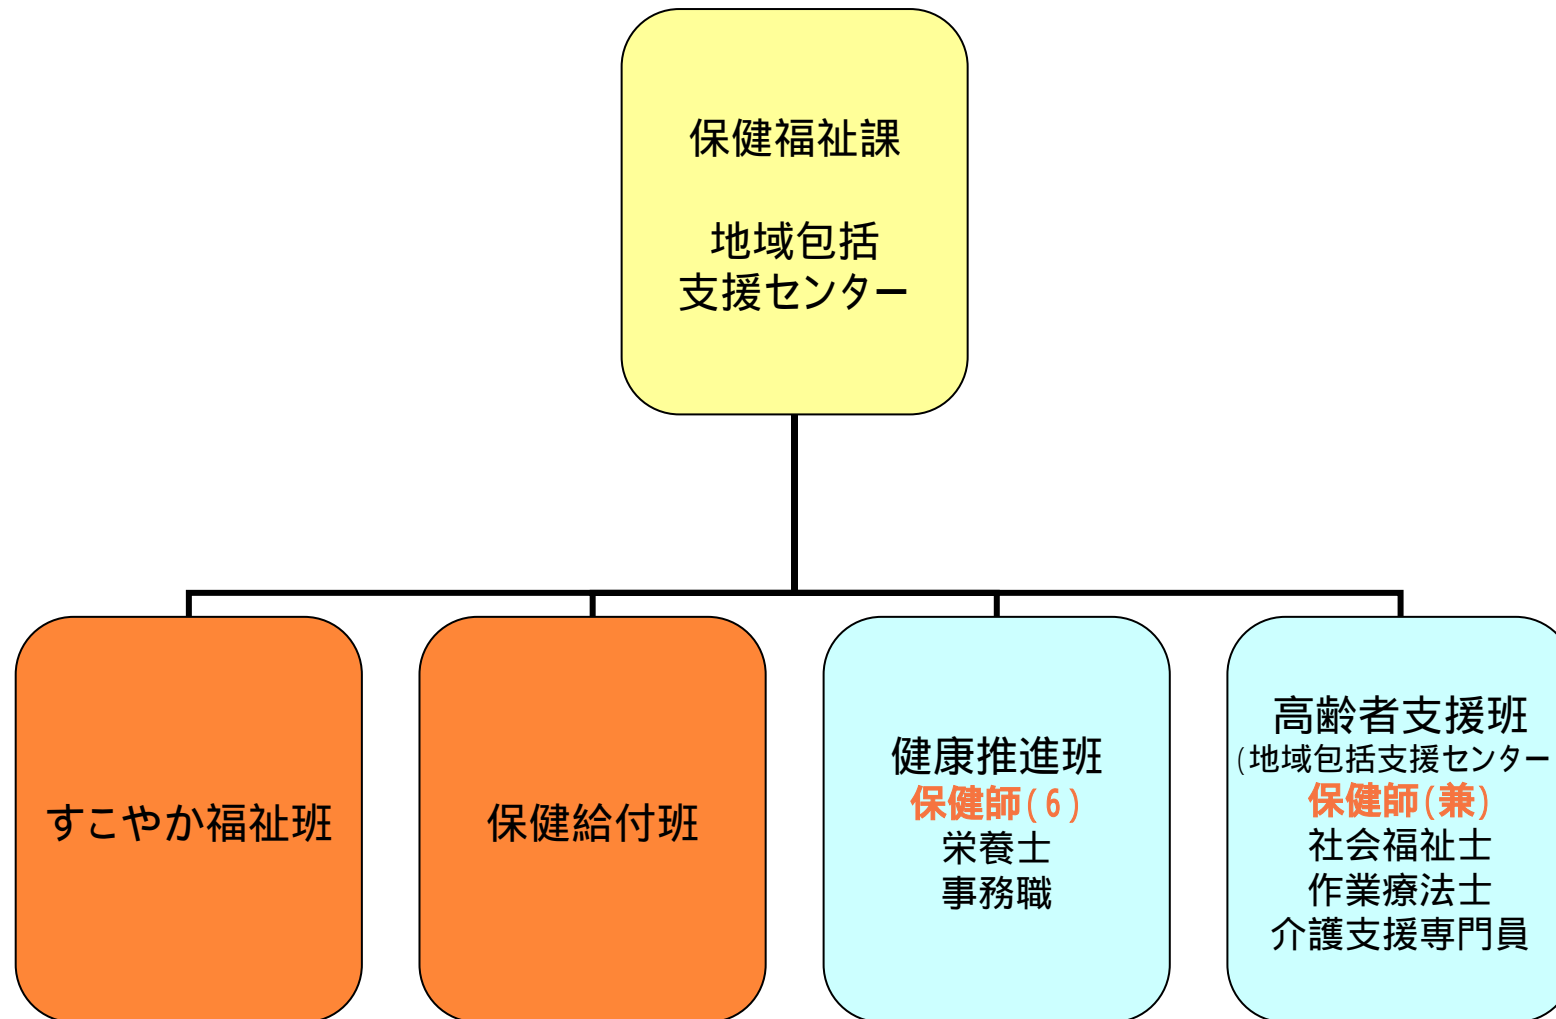 保健福祉課
地域包括
支援センター
すこやか福祉班
保健給付班
健康推進班
保健師(6)
栄養士
事務職
高齢者支援班
(地域包括支援センター
保健師(兼)
社会福祉士
作業療法士
介護支援専門員